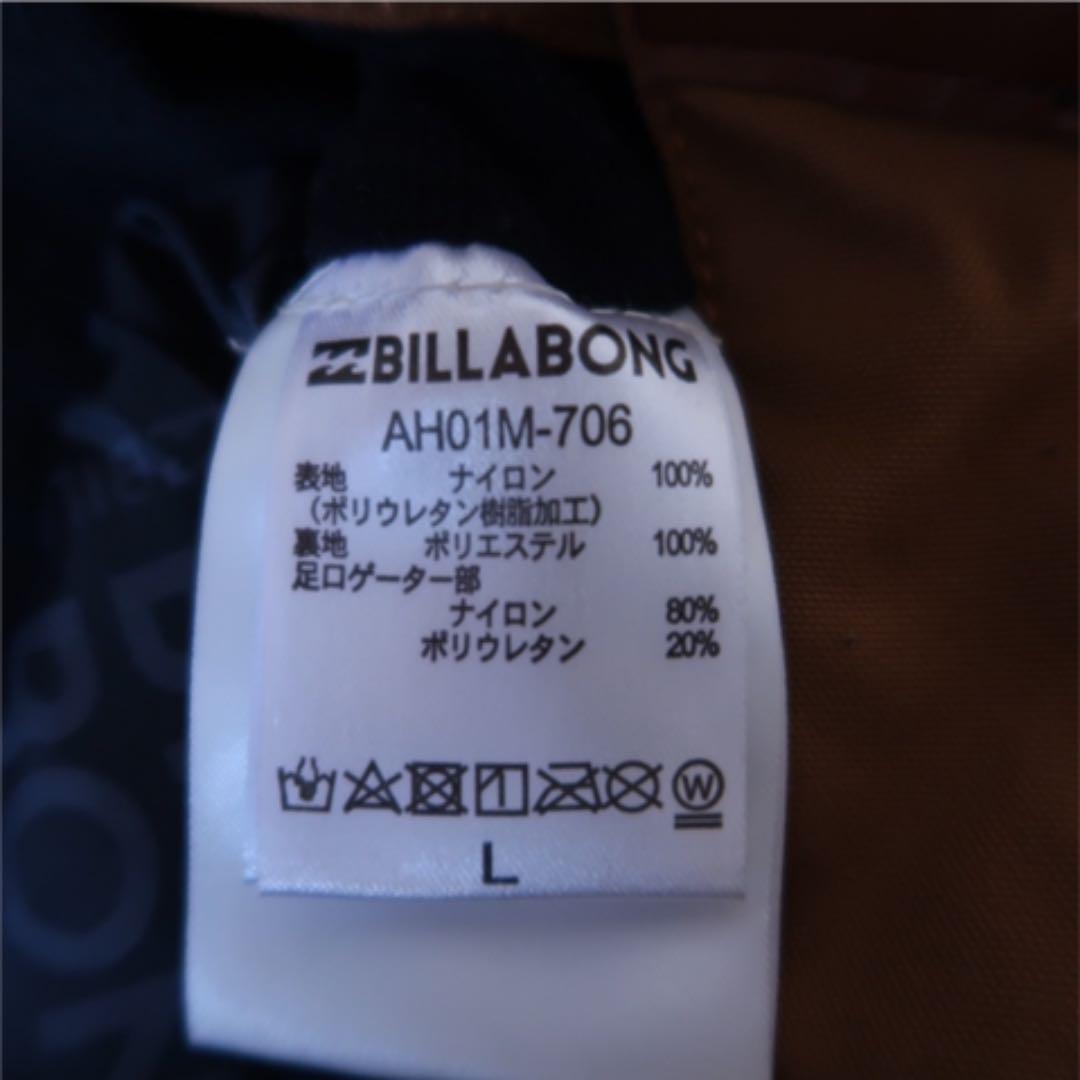 BILLABONG
AH01M-706
表地 ナイロン 100%
（ポリウレタン樹脂加工）
裏地 ポリエステル 100%
足口ゲーター部
ナイロン 80%
ポリウレタン 20%
W
L